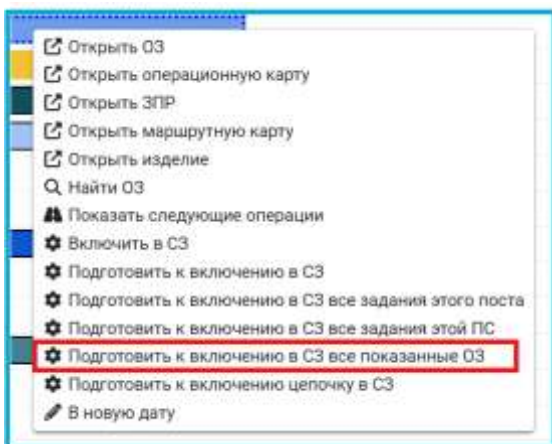 Открыть ОЗ
Открыть операционную карту
Открыть ЗПР
Открыть маршрутную карту
Открыть изделие
Найти ОЗ
Показать следующие операции
Включить в СЗ
Подготовить к включению в СЗ
Подготовить к включению в СЗ все задания этого поста
Подготовить к включению в СЗ все задания этой ПС
Подготовить к включению в СЗ все показанные ОЗ
Подготовить к включению цепочку в СЗ
В новую дату